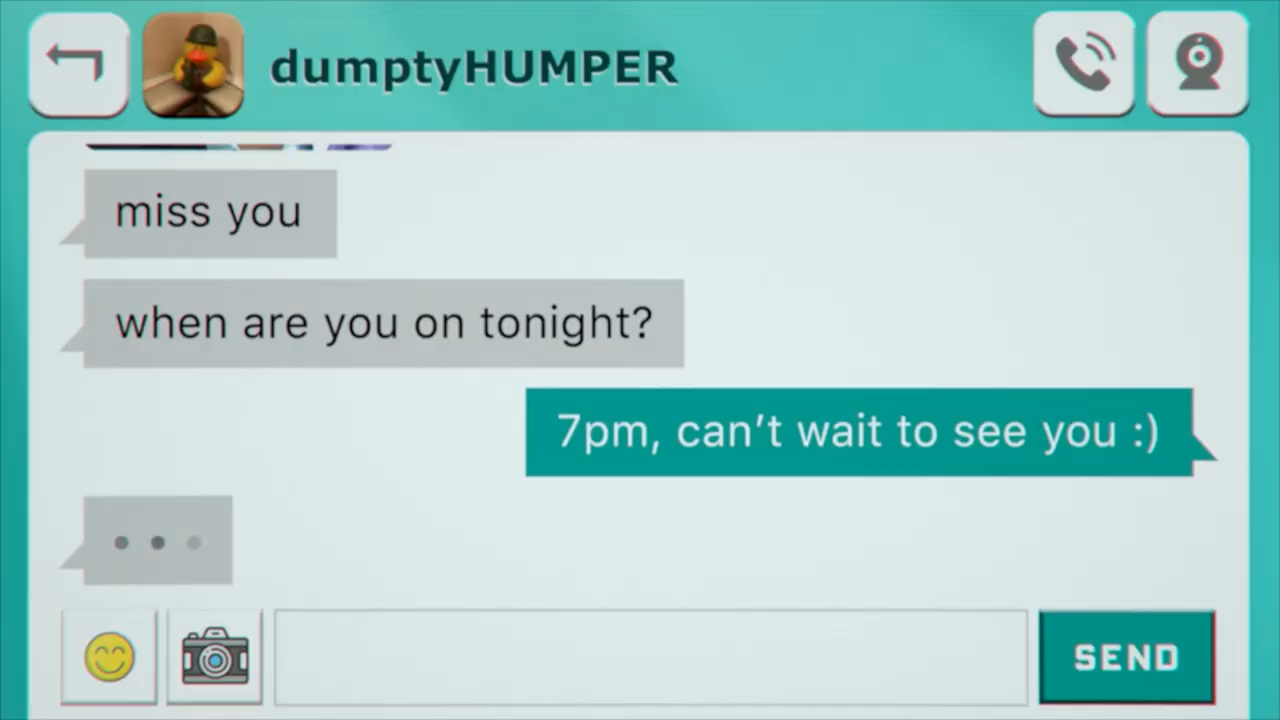 dumptyHUMPER
miss you
when are you on tonight?
7pm, can’t wait to see you :)
SEND